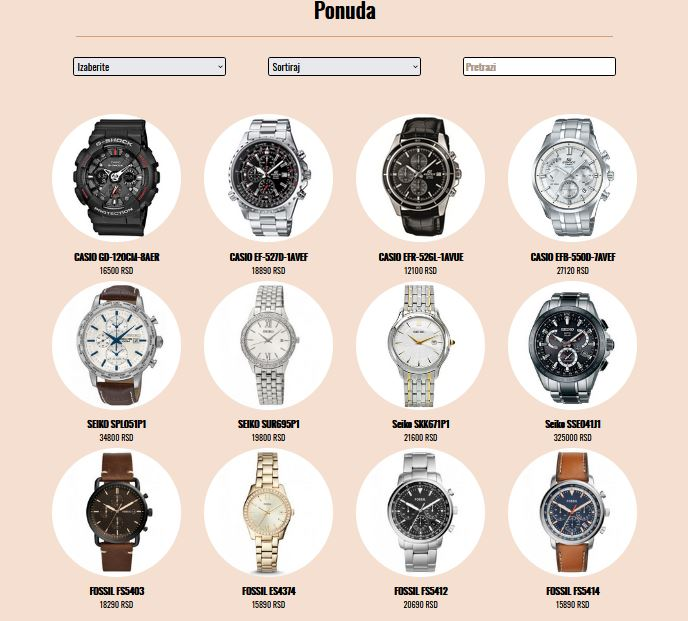 Ponuda
Izaberite
Sortiraj
Pretrazi
G-SHOCK
PROTECTION
CASIO GD-120CM-8AER
CASIO EF-527D-1AVEF
CASIO EFR-526L-1AVUE
CASIO EFB-550D-7AVEF
16500 RSD
18890 RSD
12100 RSD
27120 RSD
SEIKO
SEIKO SPL051P1
SEIKO SUR695P1
Seiko SKK671P1
Seiko SSE041J1
34800 RSD
19800 RSD
21600 RSD
325000 RSD
FOSSIL
FOSSIL
FOSSIL FS5403
FOSSIL ES4374
FOSSIL FS5412
FOSSIL FS5414
18290 RSD
15890 RSD
20690 RSD
15890 RSD